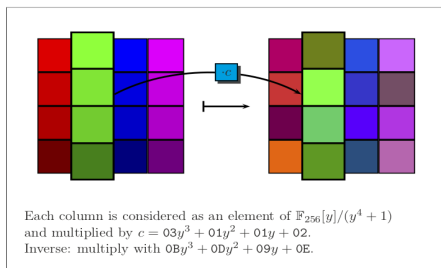 ·c
Each column is considered as an element of 𝔽₂₅₆[y]/(y⁴ + 1)
and multiplied by c = 03y³ + 01y² + 01y + 02.
Inverse: multiply with 0By³ + 0Dy² + 09y + 0E.